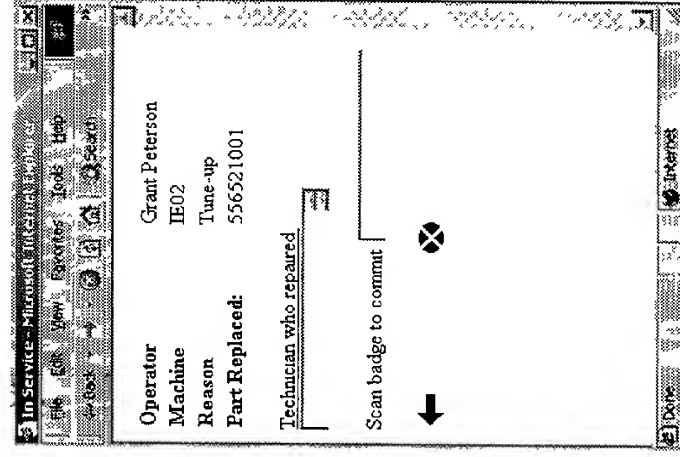 In Service - Microsoft Internet Explorer
File Edit View Favorites Tools Help
Back Search
Operator Grant Peterson
Machine IE02
Reason Tune-up
Part Replaced: 556521001
Technician who repaired
Scan badge to commit
Done Internet